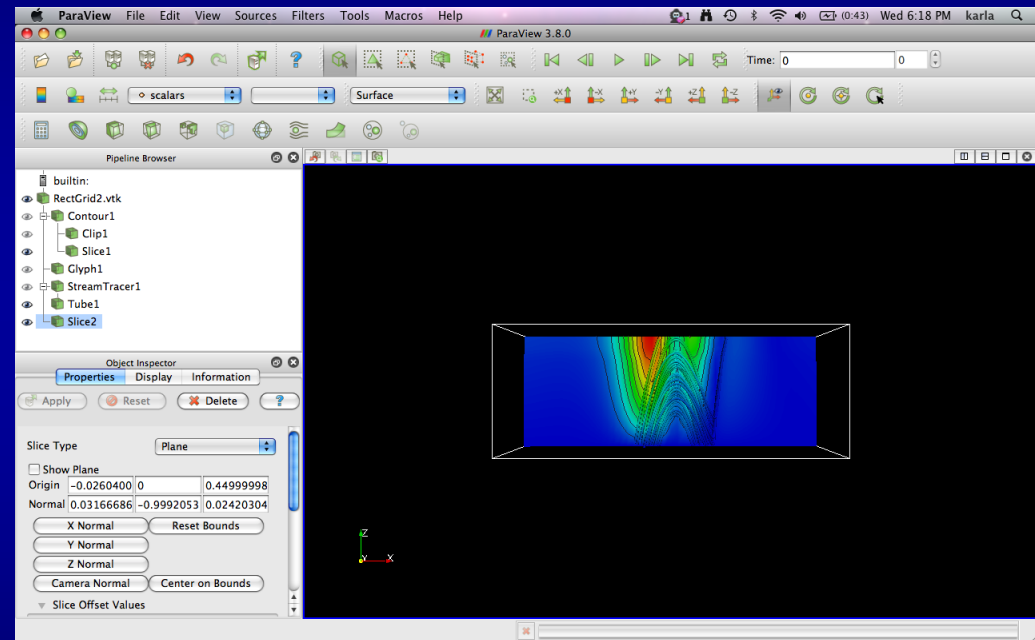 ParaView File Edit View Sources Filters Tools Macros Help 1 (0:43) Wed 6:18 PM karla
ParaView 3.8.0
? Time: 0 0
scalars Surface +X -X +Y -Y +Z -Z
Pipeline Browser
builtin:
RectGrid2.vtk
Contour1
Clip1
Slice1
Glyph1
StreamTracer1
Tube1
Slice2
Object Inspector
Properties Display Information
Apply Reset Delete ?
Slice Type Plane
Show Plane
Origin -0.0260400 0 0.44999998
Normal 0.03166686 -0.9992053 0.02420304
X Normal Reset Bounds
Y Normal
Z Normal
Camera Normal Center on Bounds
Slice Offset Values
Z
Y X